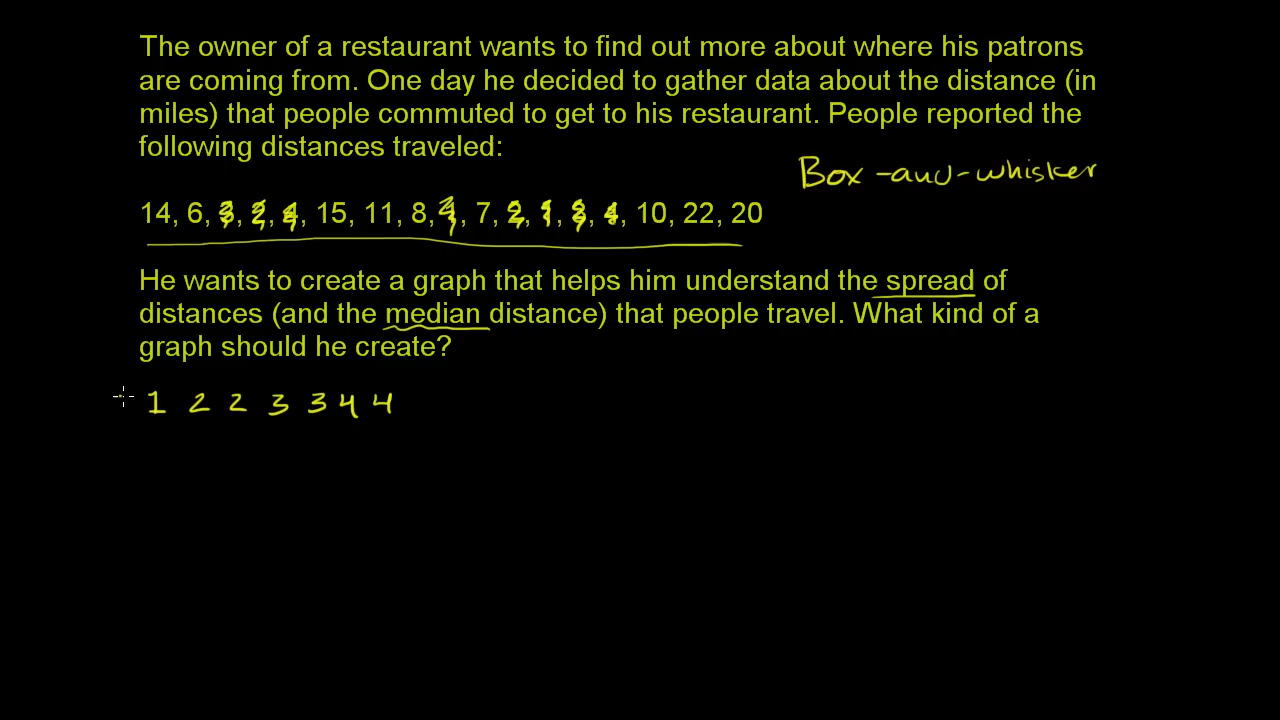 The owner of a restaurant wants to find out more about where his patrons
are coming from. One day he decided to gather data about the distance (in
miles) that people commuted to get to his restaurant. People reported the
following distances traveled:
Box-and-whisker
14, 6, 3, 2, 4, 15, 11, 8, 1, 7, 2, 1, 3, 4, 10, 22, 20
He wants to create a graph that helps him understand the spread of
distances (and the median distance) that people travel. What kind of a
graph should he create?
1 2 2 3 3 4 4